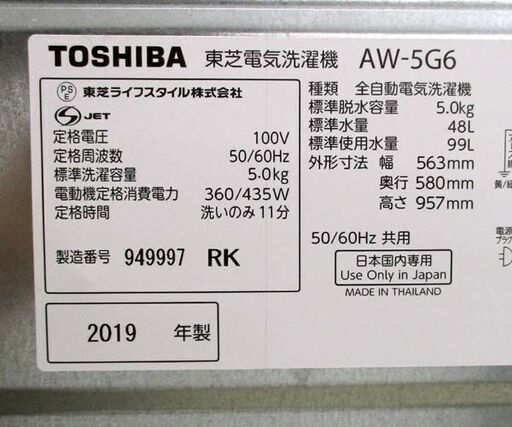 TOSHIBA 東芝電気洗濯機 AW-5G6
PS
E
東芝ライフスタイル株式会社
JET
定格電圧 100V
定格周波数 50/60Hz
標準洗濯容量 5.0kg
電動機定格消費電力 360/435W
定格時間 洗いのみ11分
製造番号 949997 RK
2019 年製
種類 全自動電気洗濯機
標準脱水容量 5.0kg
標準水量 48L
標準使用水量 99L
外形寸法 幅 563mm
奥行 580mm
高さ 957mm
50/60Hz 共用
日本国内専用
Use Only in Japan
MADE IN THAILAND
電源
プラグ